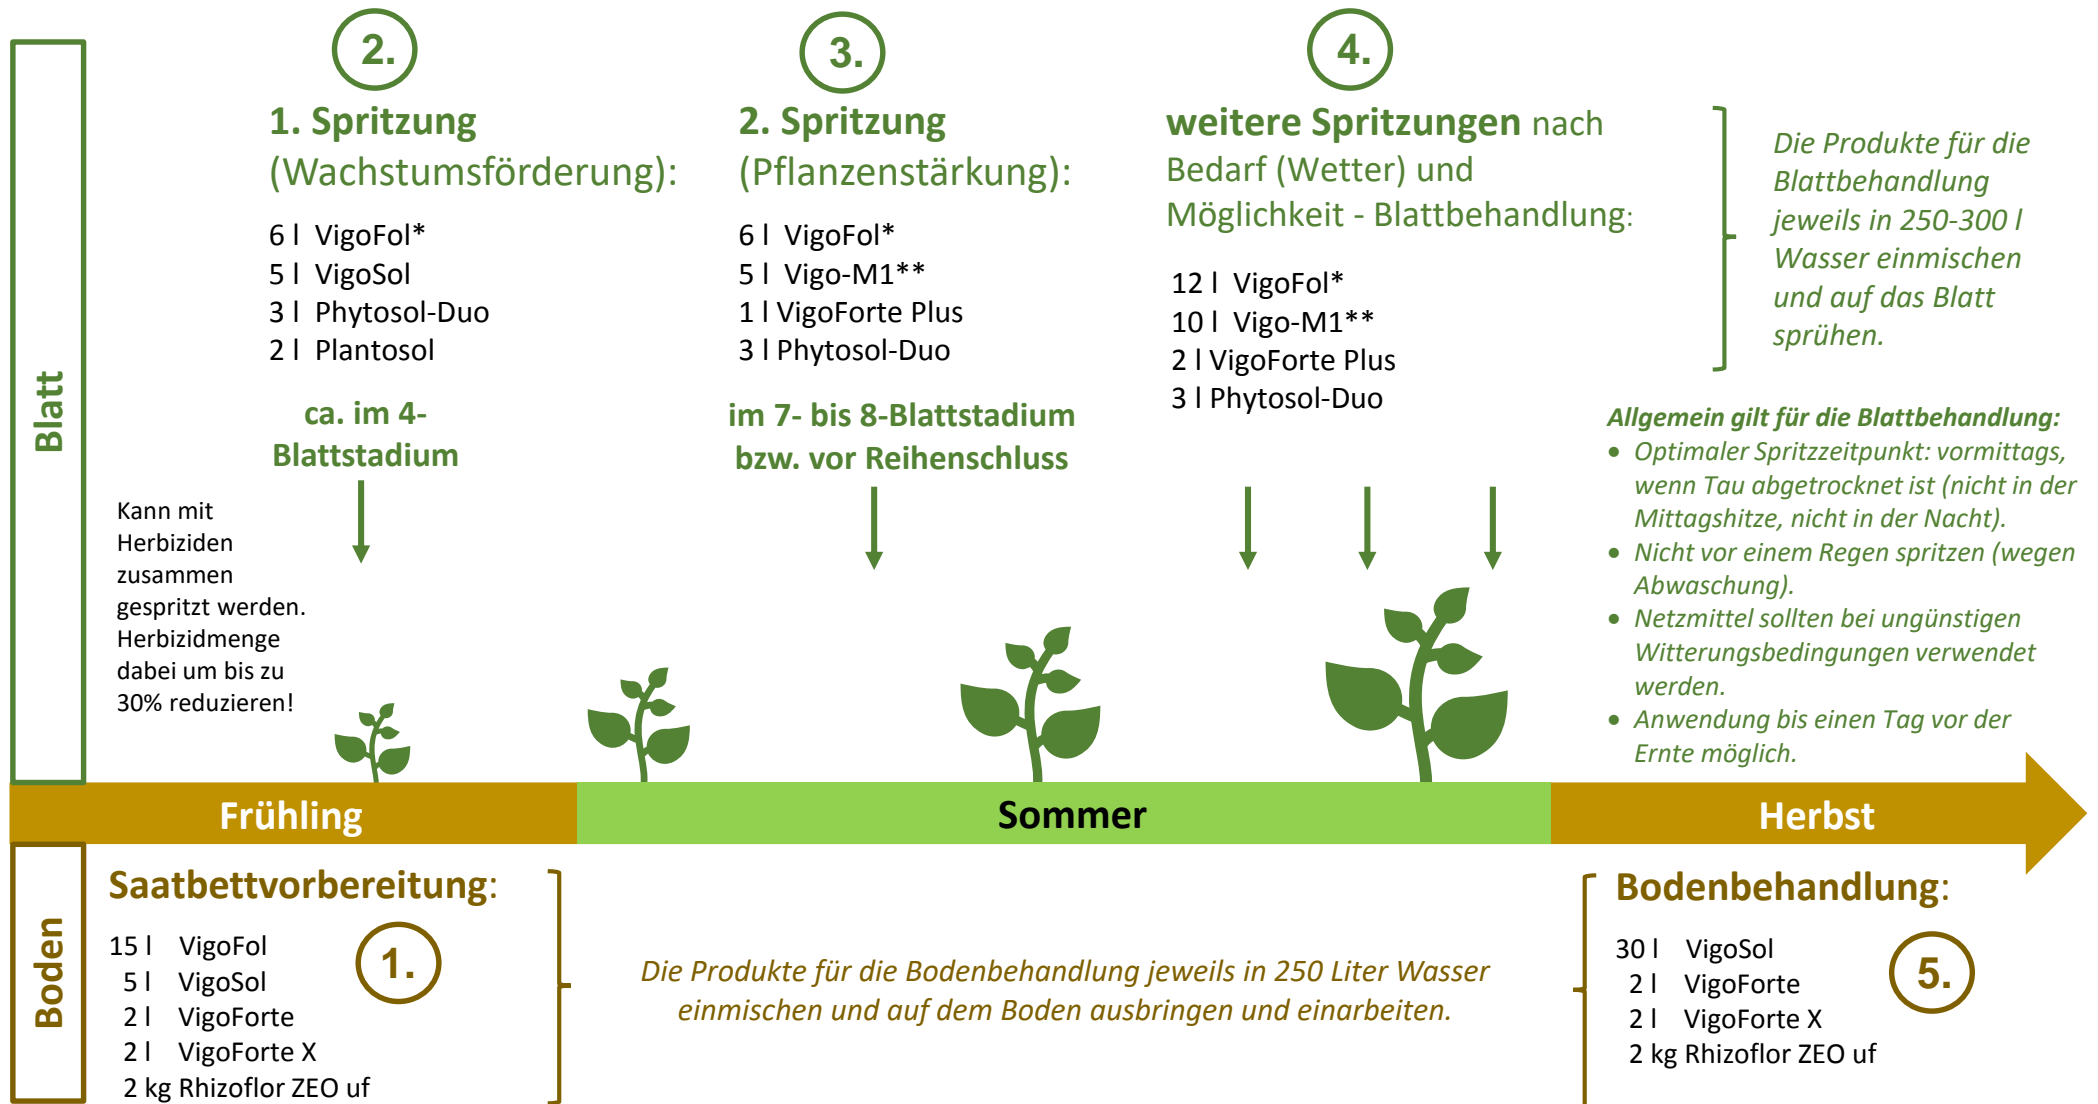 Blatt
2.
1. Spritzung
(Wachstumsförderung):
6 l VigoFol*
5 l VigoSol
3 l Phytosol-Duo
2 l Plantosol
ca. im 4-
Blattstadium
Kann mit
Herbiziden
zusammen
gespritzt werden.
Herbizidmenge
dabei um bis zu
30% reduzieren!
3.
2. Spritzung
(Pflanzenstärkung):
6 l VigoFol*
5 l Vigo-M1**
1 l VigoForte Plus
3 l Phytosol-Duo
im 7- bis 8-Blattstadium
bzw. vor Reihenschluss
4.
weitere Spritzungen nach
Bedarf (Wetter) und
Möglichkeit - Blattbehandlung:
12 l VigoFol*
10 l Vigo-M1**
2 l VigoForte Plus
3 l Phytosol-Duo
Die Produkte für die
Blattbehandlung
jeweils in 250-300 l
Wasser einmischen
und auf das Blatt
sprühen.
Allgemein gilt für die Blattbehandlung:
• Optimaler Spritzzeitpunkt: vormittags,
wenn Tau abgetrocknet ist (nicht in der
Mittagshitze, nicht in der Nacht).
• Nicht vor einem Regen spritzen (wegen
Abwaschung).
• Netzmittel sollten bei ungünstigen
Witterungsbedingungen verwendet
werden.
• Anwendung bis einen Tag vor der
Ernte möglich.
Frühling
Sommer
Herbst
Boden
Saatbettvorbereitung:
1.
15 l VigoFol
5 l VigoSol
2 l VigoForte
2 l VigoForte X
2 kg Rhizoflor ZEO uf
Die Produkte für die Bodenbehandlung jeweils in 250 Liter Wasser
einmischen und auf dem Boden ausbringen und einarbeiten.
Bodenbehandlung:
5.
30 l VigoSol
2 l VigoForte
2 l VigoForte X
2 kg Rhizoflor ZEO uf